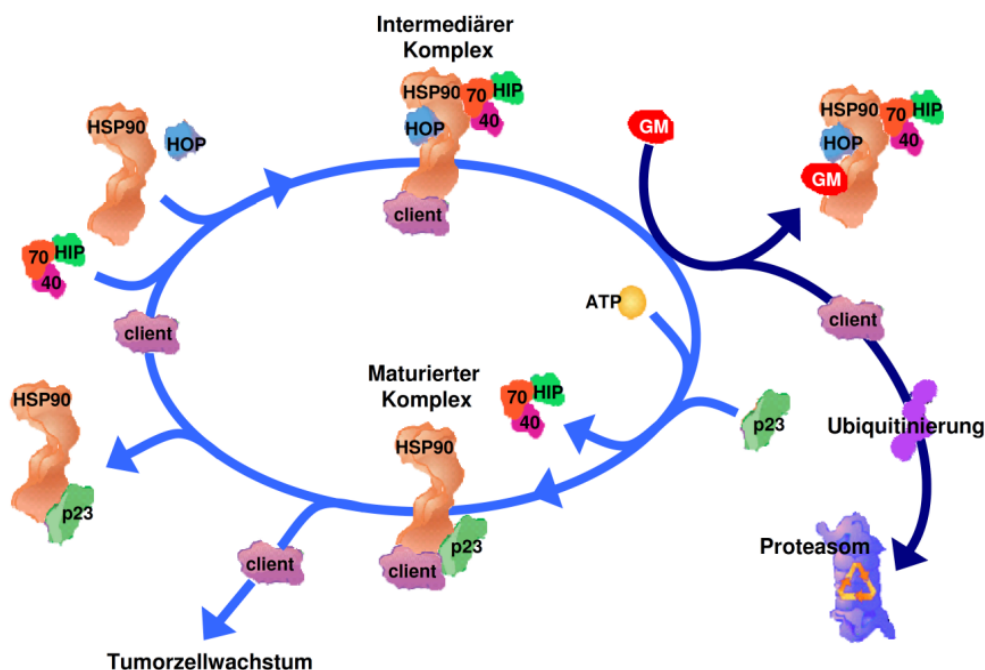 Intermediärer
Komplex
HSP90
HOP
HSP90
70
HIP
40
HOP
client
GM
HSP90
70
HIP
40
HOP
GM
70
HIP
40
client
ATP
client
HSP90
p23
Maturierter
Komplex
HSP90
p23
client
70
HIP
40
p23
Ubiquitinierung
Proteasom
client
Tumorzellwachstum